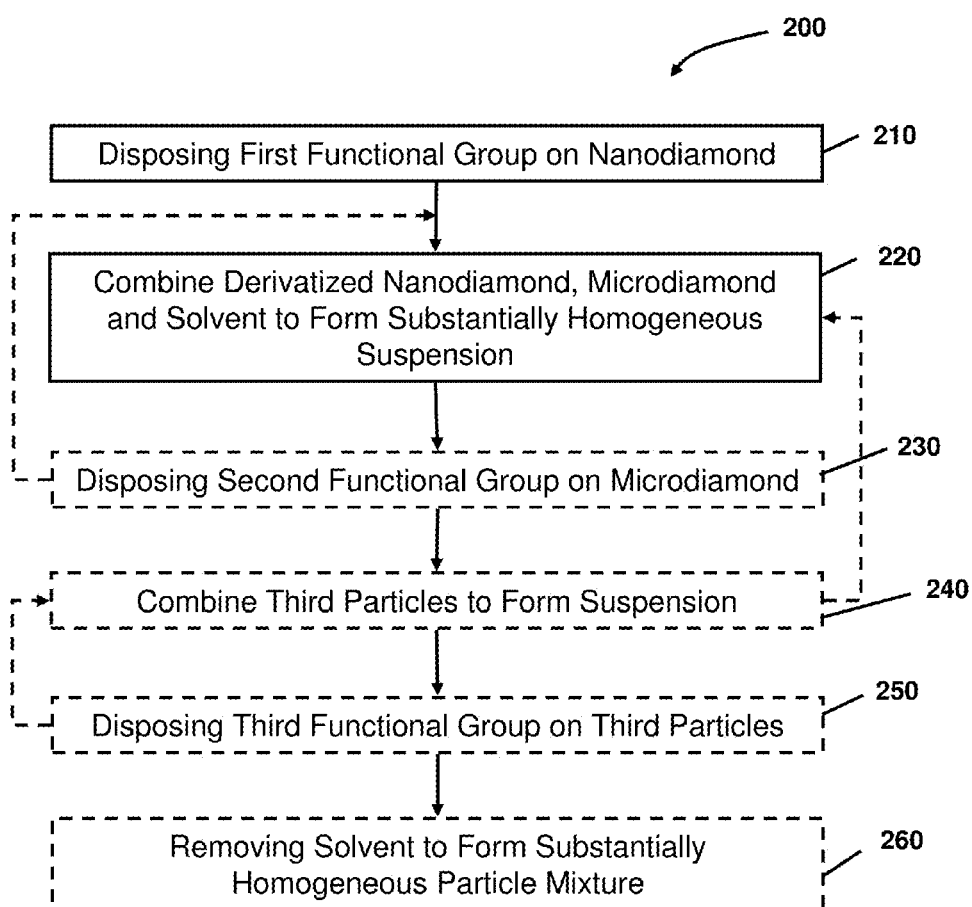 200
Disposing First Functional Group on Nanodiamond
210
Combine Derivatized Nanodiamond, Microdiamond
and Solvent to Form Substantially Homogeneous
Suspension
220
Disposing Second Functional Group on Microdiamond
230
Combine Third Particles to Form Suspension
240
Disposing Third Functional Group on Third Particles
250
Removing Solvent to Form Substantially
Homogeneous Particle Mixture
260